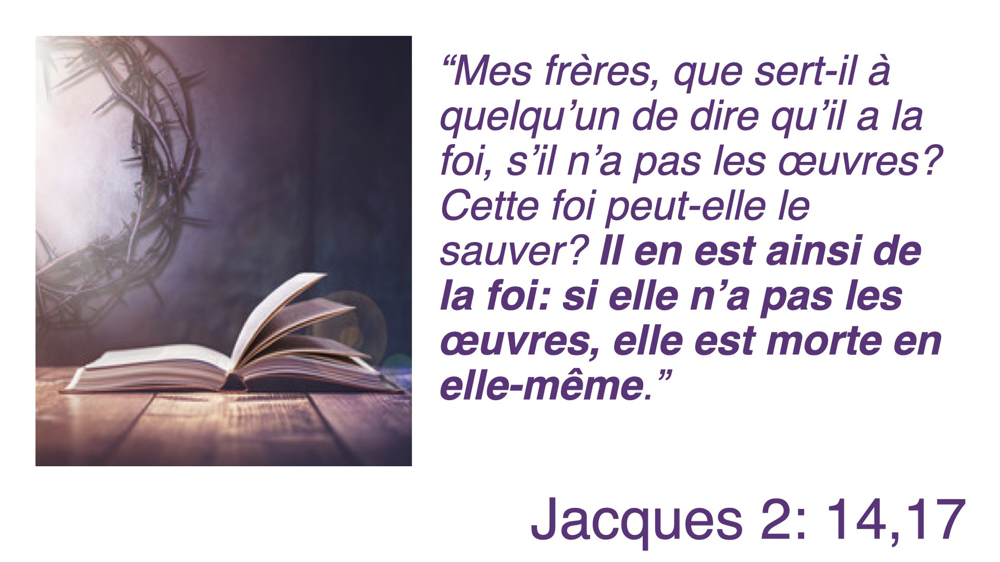 “Mes frères, que sert-il à
quelqu’un de dire qu’il a la
foi, s’il n’a pas les œuvres?
Cette foi peut-elle le
sauver? Il en est ainsi de
la foi: si elle n’a pas les
œuvres, elle est morte en
elle-même.”
Jacques 2: 14,17